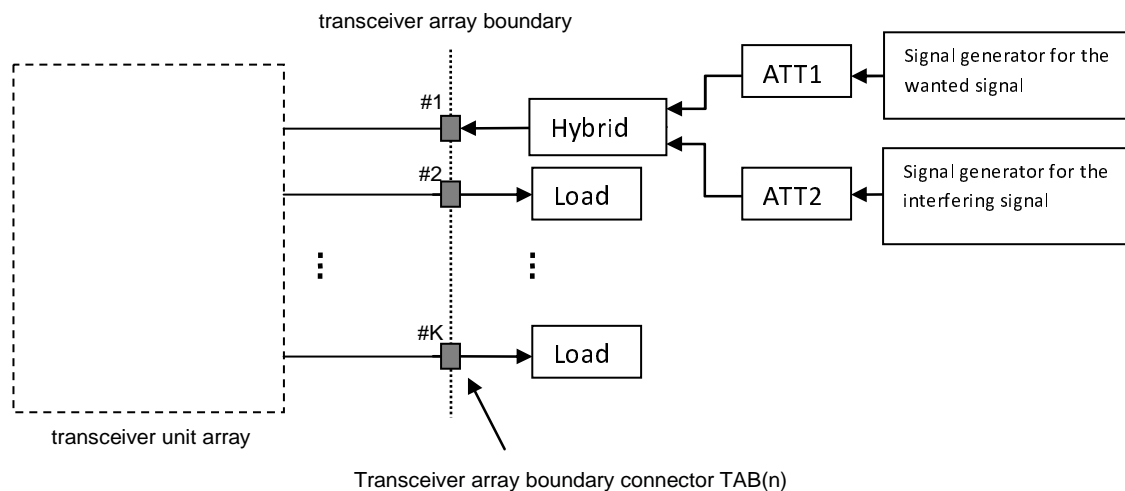 transceiver array boundary
#1
Hybrid
ATT1
Signal generator for the
wanted signal
#2
Load
ATT2
Signal generator for the
interfering signal
#K
Load
transceiver unit array
Transceiver array boundary connector TAB(n)